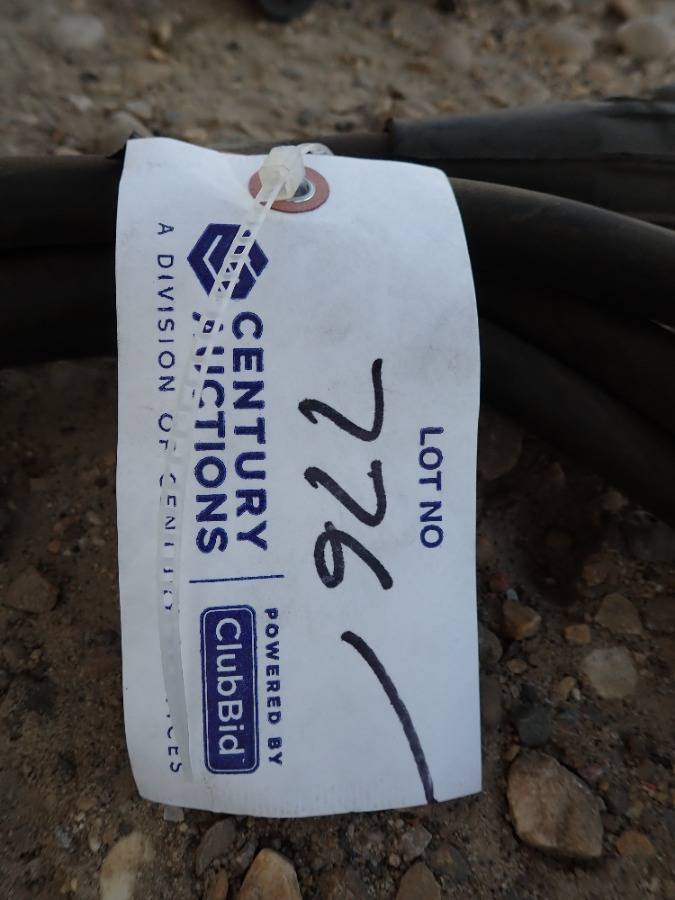 LOT NO
776/
CENTURY
AUCTIONS
A DIVISION OF
POWERED BY
ClubBid